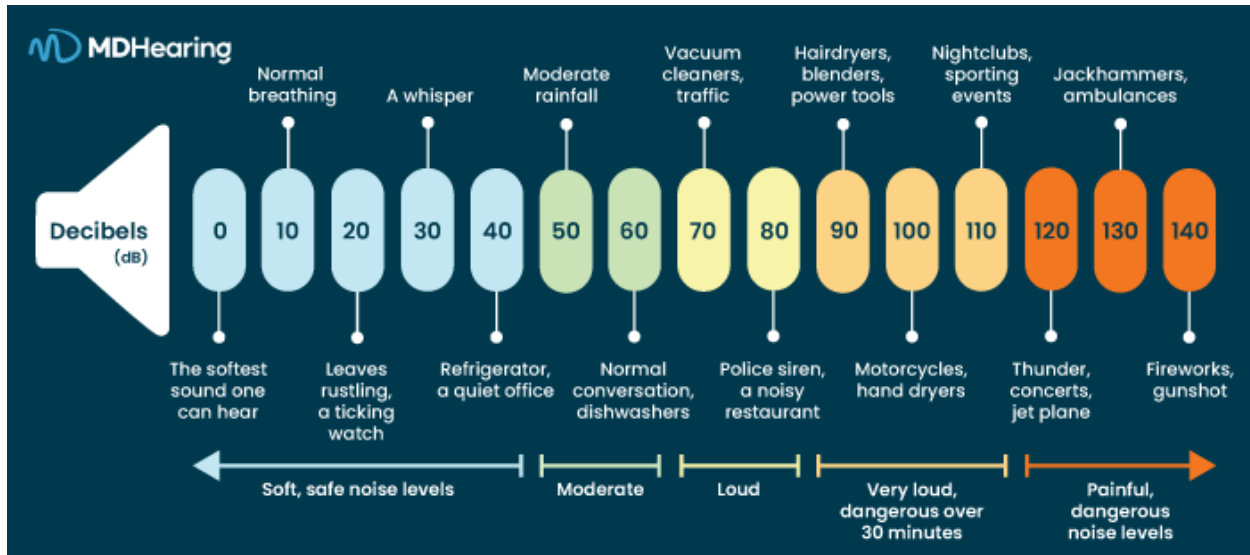 MDHearing
Normal
breathing
A whisper
Moderate
rainfall
Vacuum
cleaners,
traffic
Hairdryers,
blenders,
power tools
Nightclubs,
sporting
events
Jackhammers,
ambulances
Decibels
(dB)
0
10
20
30
40
50
60
70
80
90
100
110
120
130
140
The softest
sound one
can hear
Leaves
rustling,
a ticking
watch
Refrigerator,
a quiet office
Normal
conversation,
dishwashers
Police siren,
a noisy
restaurant
Motorcycles,
hand dryers
Thunder,
concerts,
jet plane
Fireworks,
gunshot
Soft, safe noise levels
Moderate
Loud
Very loud,
dangerous over
30 minutes
Painful,
dangerous
noise levels